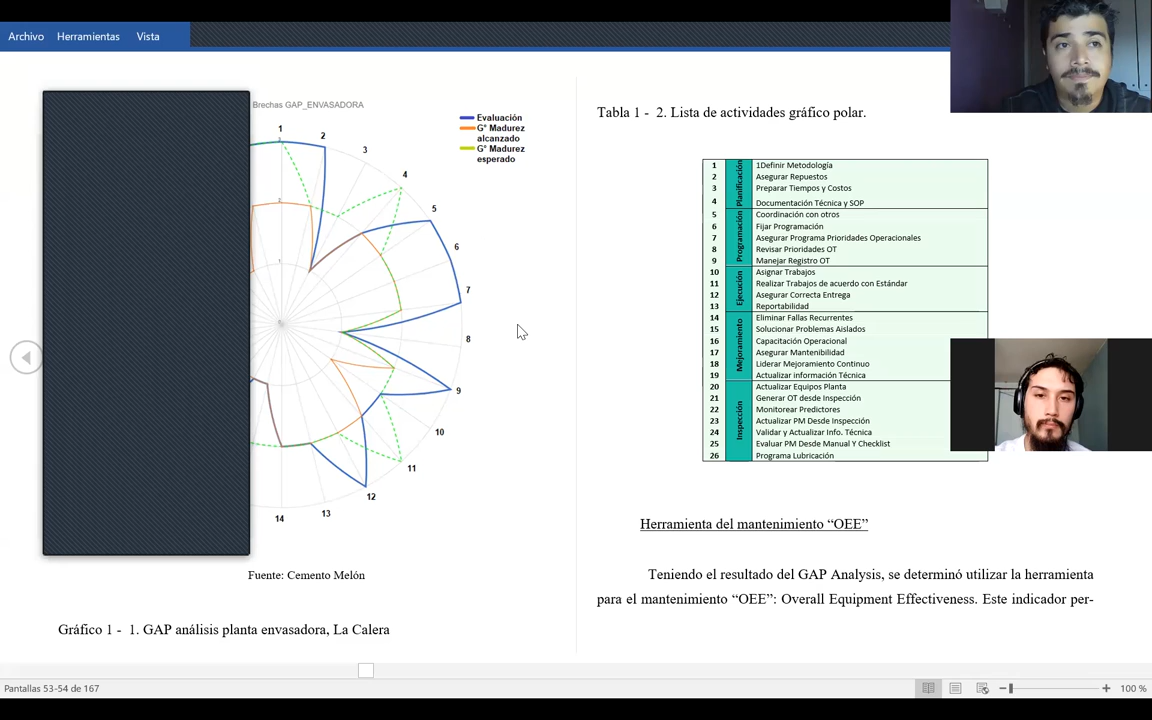 Archivo Herramientas Vista
Brechas GAP_ENVASADORA
Evaluación
G° Madurez
alcanzado
G° Madurez
esperado
1
2
3
4
5
6
7
8
9
10
11
12
13
14
3
2
1
Fuente: Cemento Melón
Gráfico 1 - 1. GAP análisis planta envasadora, La Calera
Tabla 1 - 2. Lista de actividades gráfico polar.
Planificación
1 1Definir Metodología
2 Asegurar Repuestos
3 Preparar Tiempos y Costos
4 Documentación Técnica y SOP
Programación
5 Coordinación con otros
6 Fijar Programación
7 Asegurar Programa Prioridades Operacionales
8 Revisar Prioridades OT
9 Manejar Registro OT
Ejecución
10 Asignar Trabajos
11 Realizar Trabajos de acuerdo con Estándar
12 Asegurar Correcta Entrega
13 Reportabilidad
Mejoramiento
14 Eliminar Fallas Recurrentes
15 Solucionar Problemas Aislados
16 Capacitación Operacional
17 Asegurar Mantenibilidad
18 Liderar Mejoramiento Continuo
19 Actualizar información Técnica
Inspección
20 Actualizar Equipos Planta
21 Generar OT desde Inspección
22 Monitorear Predictores
23 Actualizar PM Desde Inspección
24 Validar y Actualizar Info. Técnica
25 Evaluar PM Desde Manual Y Checklist
26 Programa Lubricación
Herramienta del mantenimiento “OEE”
Teniendo el resultado del GAP Analysis, se determinó utilizar la herramienta
para el mantenimiento “OEE”: Overall Equipment Effectiveness. Este indicador per-
Pantallas 53-54 de 167
100 %